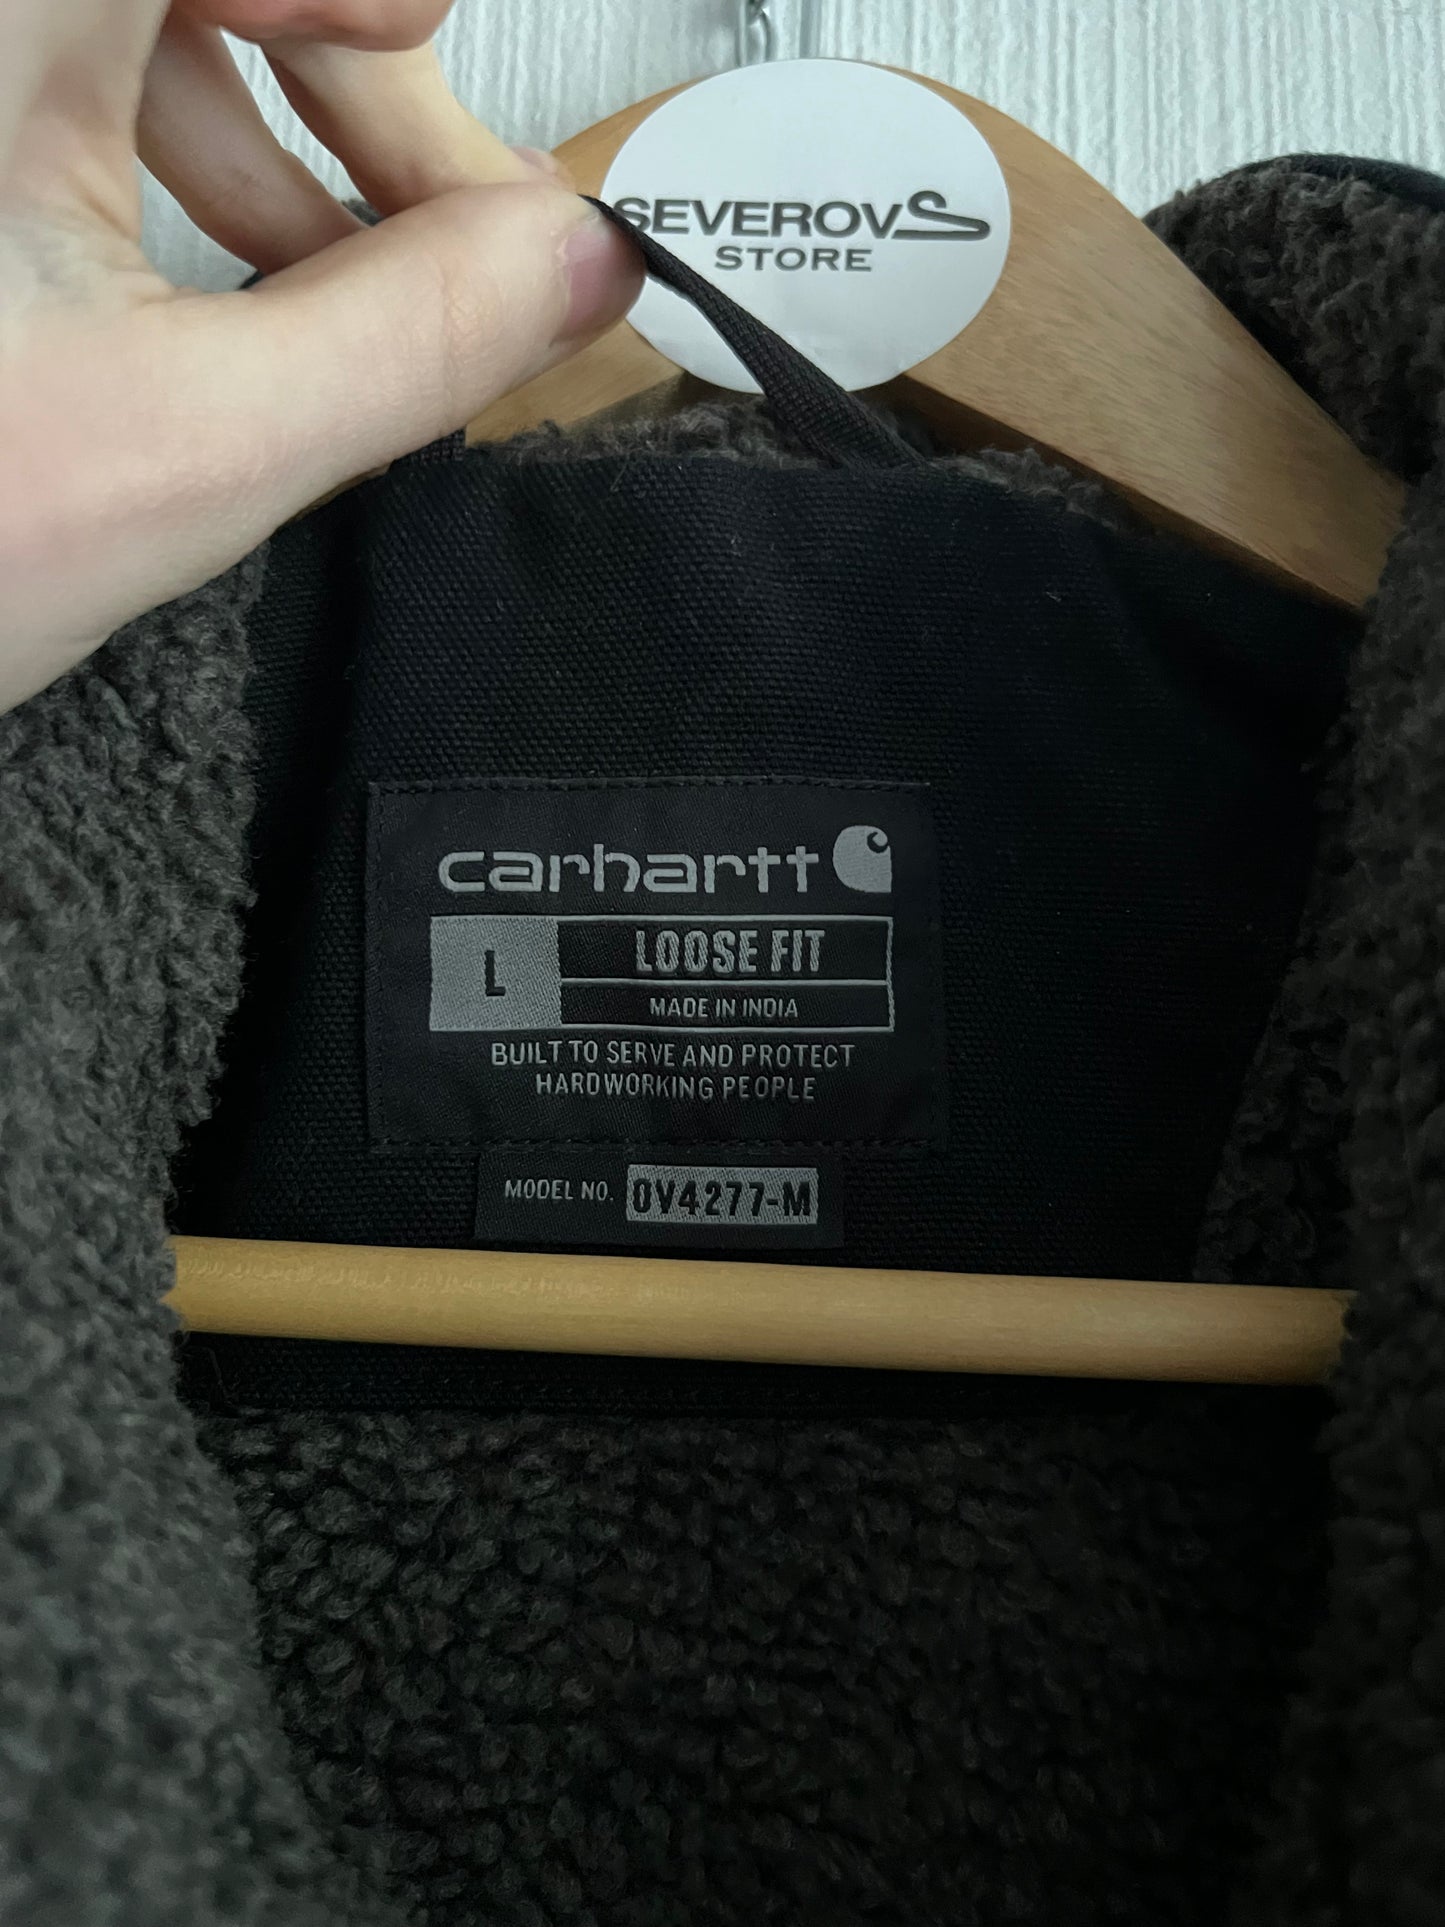 SEVEROVS
STORE
carhartt
L
LOOSE FIT
MADE IN INDIA
BUILT TO SERVE AND PROTECT
HARDWORKING PEOPLE
MODEL NO. OV4277-M